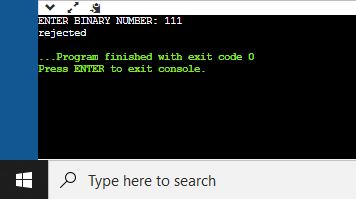 ENTER BINARY NUMBER: 111
rejected
...Program finished with exit code 0
Press ENTER to exit console.
Type here to search